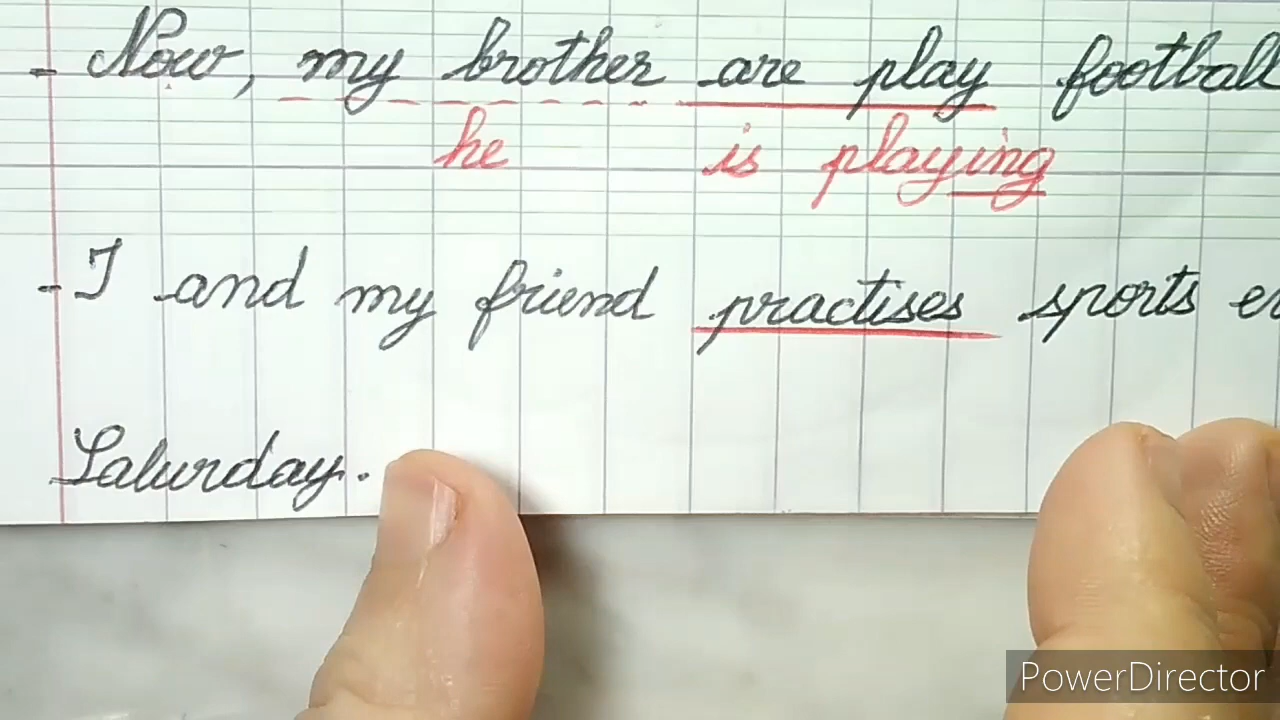 - Now, my brother are play football
he is playing
- I and my friend practises sports
Saturday.
PowerDirector